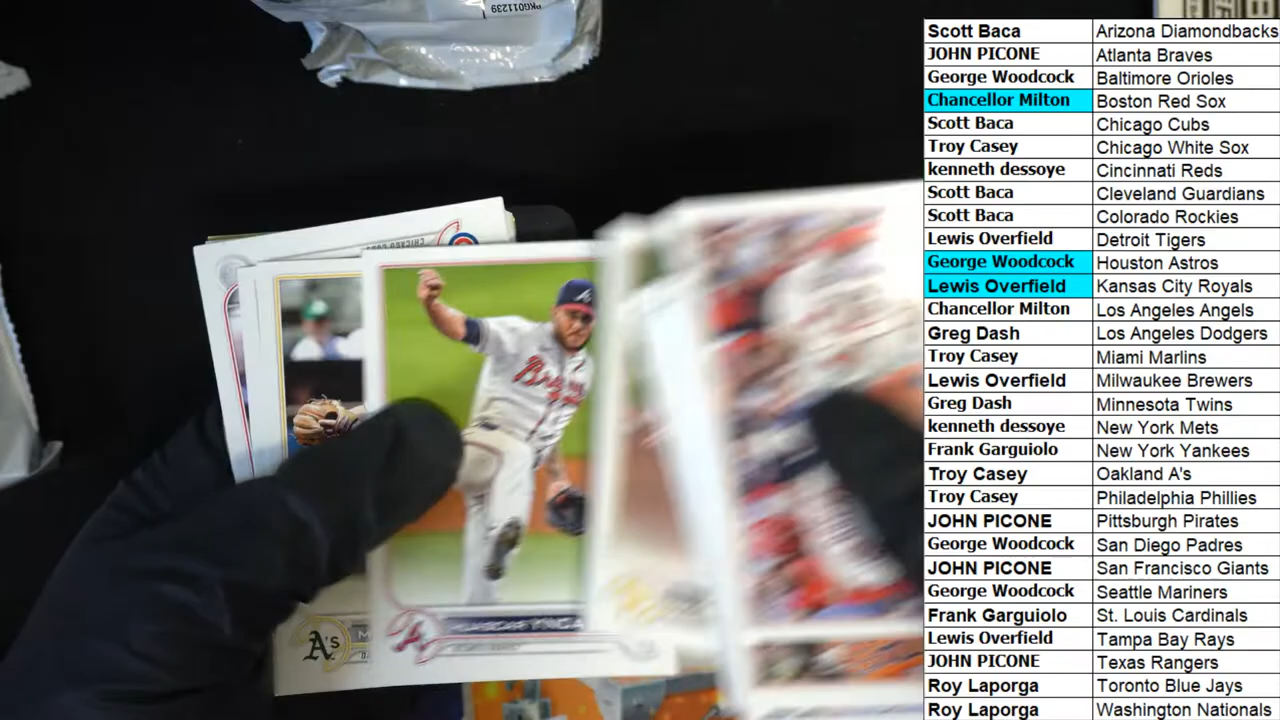 PKG011239
Scott Baca Arizona Diamondbacks
JOHN PICONE Atlanta Braves
George Woodcock Baltimore Orioles
Chancellor Milton Boston Red Sox
Scott Baca Chicago Cubs
Troy Casey Chicago White Sox
kenneth dessoye Cincinnati Reds
Scott Baca Cleveland Guardians
Scott Baca Colorado Rockies
Lewis Overfield Detroit Tigers
George Woodcock Houston Astros
Lewis Overfield Kansas City Royals
Chancellor Milton Los Angeles Angels
Greg Dash Los Angeles Dodgers
Troy Casey Miami Marlins
Lewis Overfield Milwaukee Brewers
Greg Dash Minnesota Twins
kenneth dessoye New York Mets
Frank Garguiolo New York Yankees
Troy Casey Oakland A's
Troy Casey Philadelphia Phillies
JOHN PICONE Pittsburgh Pirates
George Woodcock San Diego Padres
JOHN PICONE San Francisco Giants
George Woodcock Seattle Mariners
Frank Garguiolo St. Louis Cardinals
Lewis Overfield Tampa Bay Rays
JOHN PICONE Texas Rangers
Roy Laporga Toronto Blue Jays
Roy Laporga Washington Nationals
CHICAGO CUBS
Braves
A's